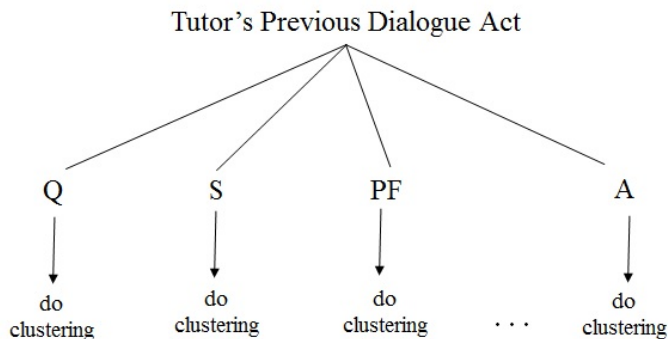 Tutor's Previous Dialogue Act
Q S PF A
do do do do
clustering clustering clustering . . . clustering